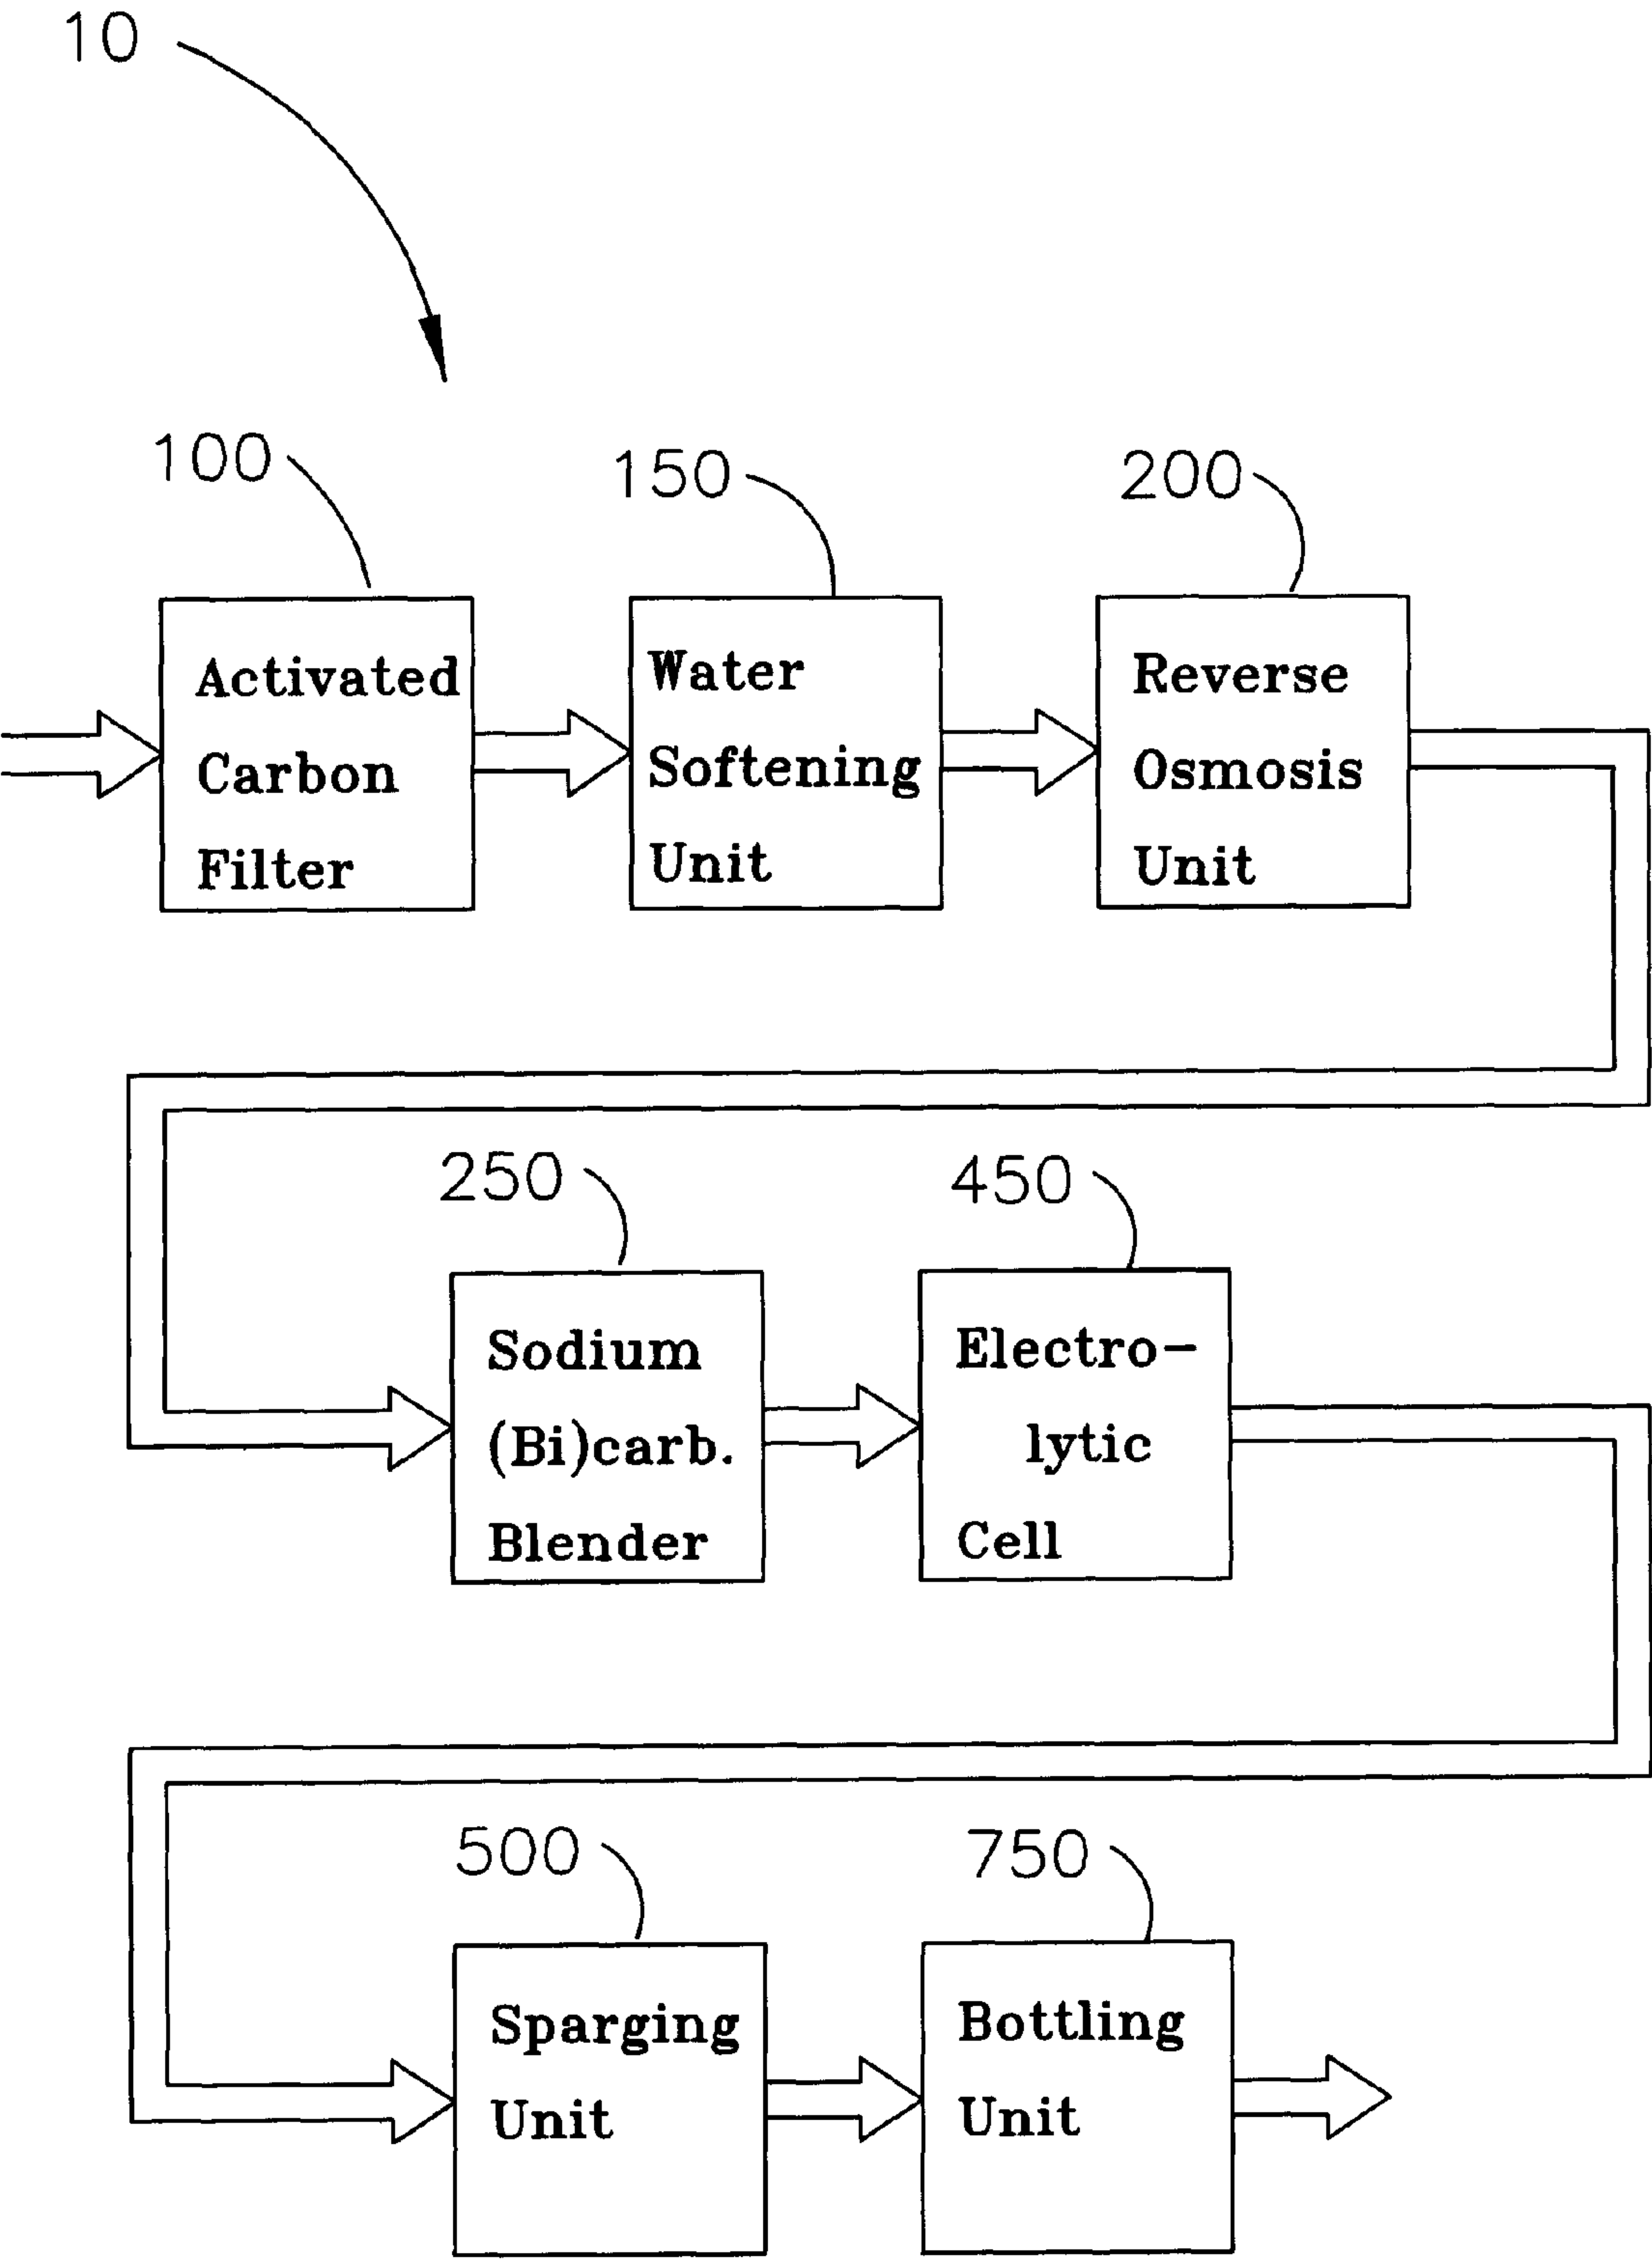 10
100
150
200
Activated
Carbon
Filter
Water
Softening
Unit
Reverse
Osmosis
Unit
250
450
Sodium
(Bi)carb.
Blender
Electro-
lytic
Cell
500
750
Sparging
Unit
Bottling
Unit